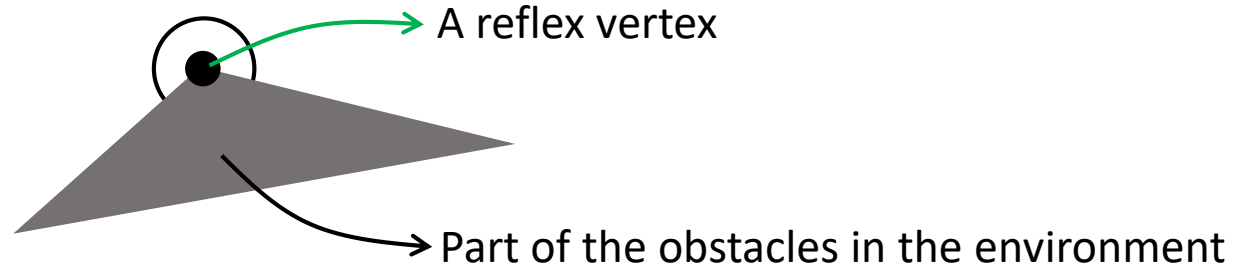 A reflex vertex
Part of the obstacles in the environment